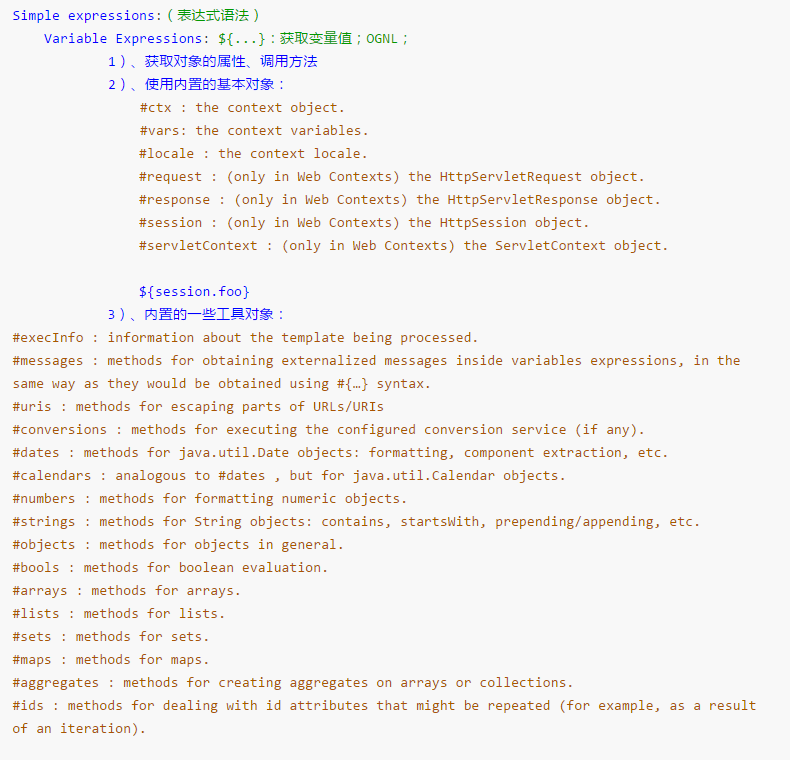 Simple expressions:（表达式语法）
Variable Expressions: ${...}：获取变量值；OGNL；
1）、获取对象的属性、调用方法
2）、使用内置的基本对象：
#ctx : the context object.
#vars: the context variables.
#locale : the context locale.
#request : (only in Web Contexts) the HttpServletRequest object.
#response : (only in Web Contexts) the HttpServletResponse object.
#session : (only in Web Contexts) the HttpSession object.
#servletContext : (only in Web Contexts) the ServletContext object.
${session.foo}
3）、内置的一些工具对象：
#execInfo : information about the template being processed.
#messages : methods for obtaining externalized messages inside variables expressions, in the
same way as they would be obtained using #{…} syntax.
#uris : methods for escaping parts of URLs/URIs
#conversions : methods for executing the configured conversion service (if any).
#dates : methods for java.util.Date objects: formatting, component extraction, etc.
#calendars : analogous to #dates , but for java.util.Calendar objects.
#numbers : methods for formatting numeric objects.
#strings : methods for String objects: contains, startsWith, prepending/appending, etc.
#objects : methods for objects in general.
#bools : methods for boolean evaluation.
#arrays : methods for arrays.
#lists : methods for lists.
#sets : methods for sets.
#maps : methods for maps.
#aggregates : methods for creating aggregates on arrays or collections.
#ids : methods for dealing with id attributes that might be repeated (for example, as a result
of an iteration).